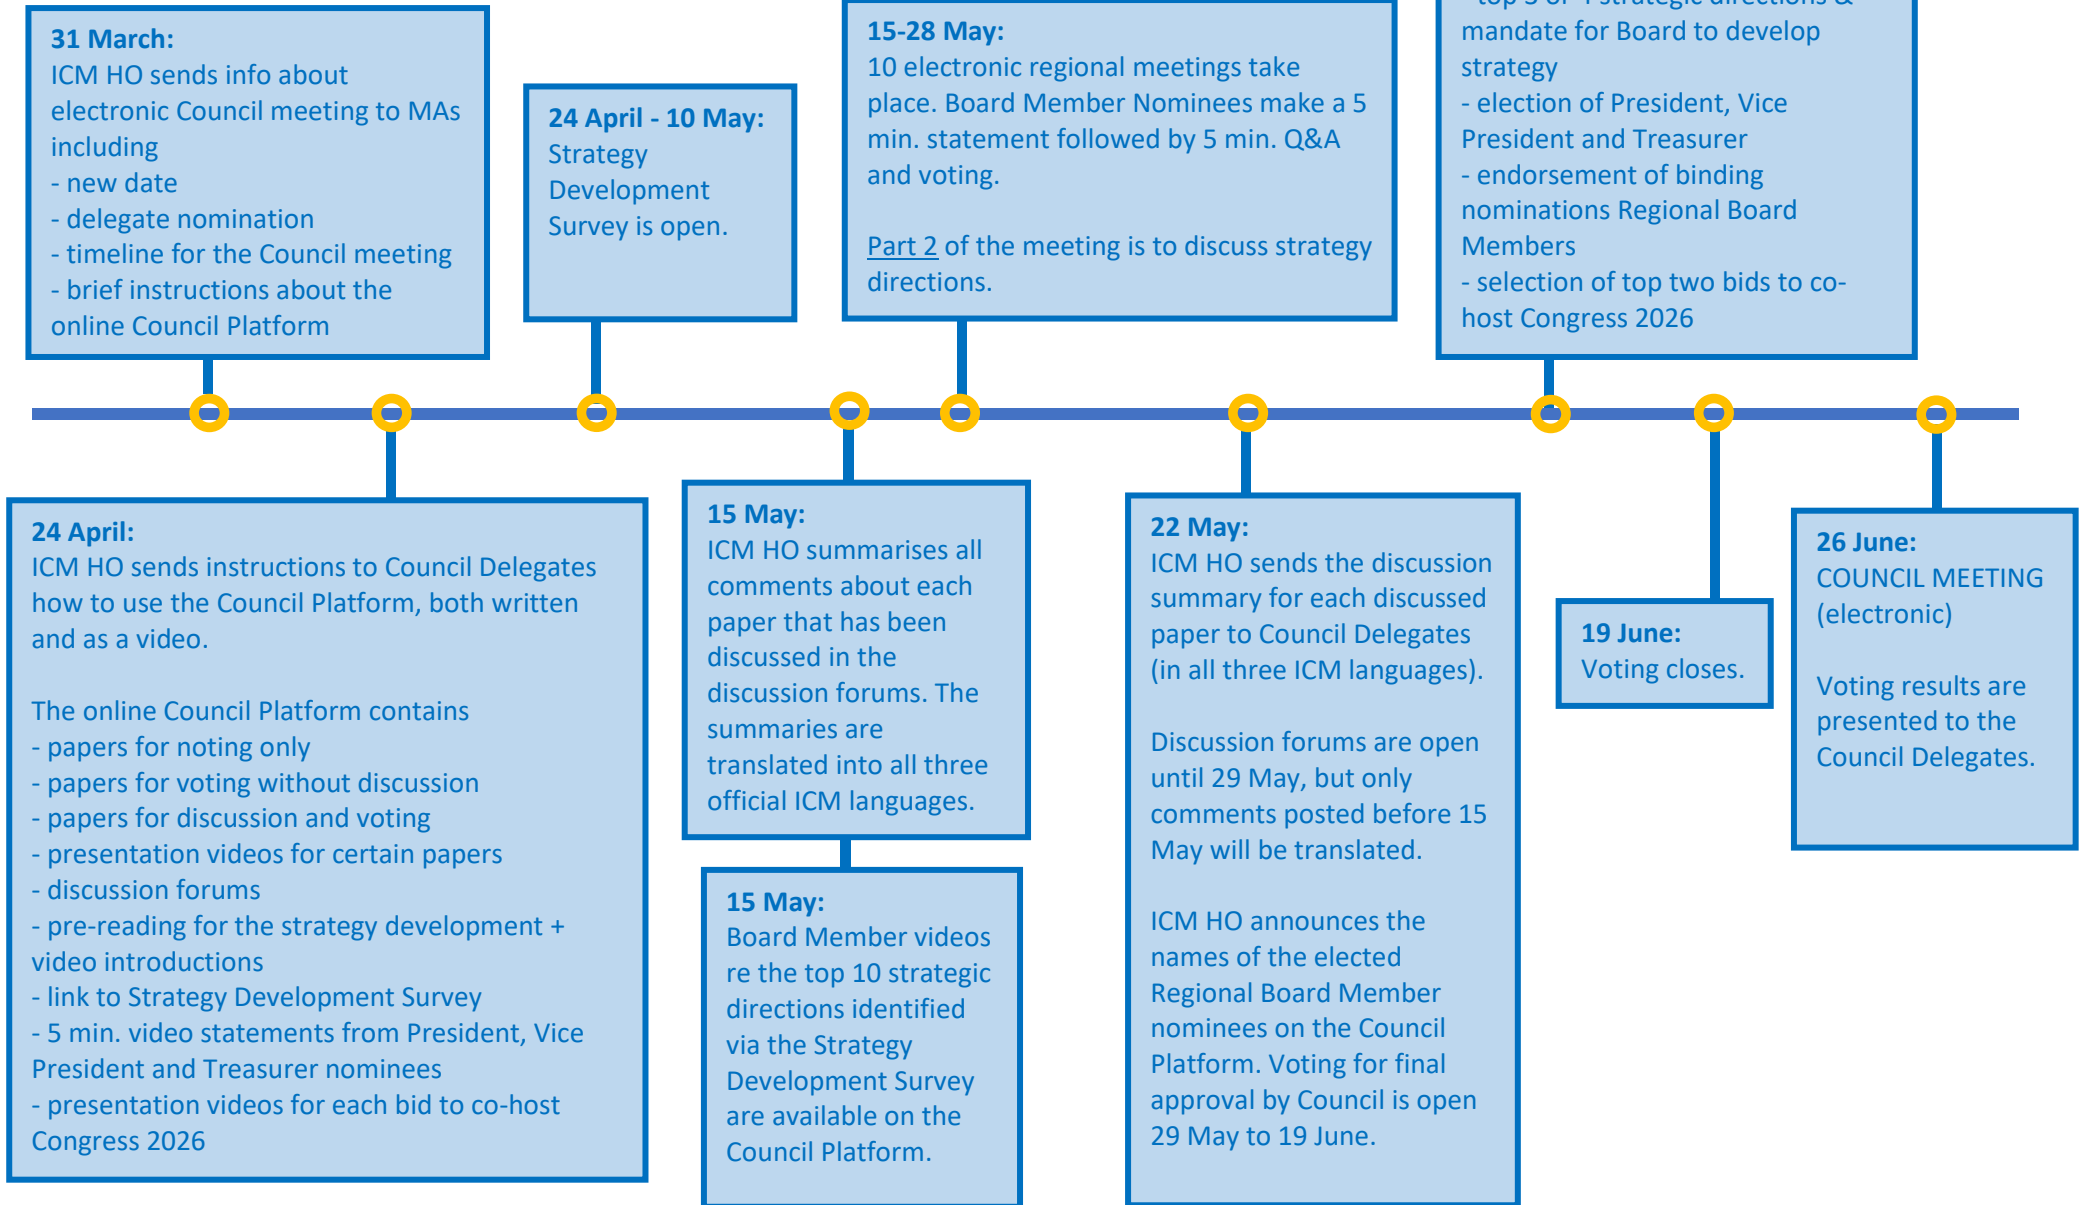 31 March:
ICM HO sends info about
electronic Council meeting to MAs
including
- new date
- delegate nomination
- timeline for the Council meeting
- brief instructions about the
online Council Platform
24 April - 10 May:
Strategy
Development
Survey is open.
15-28 May:
10 electronic regional meetings take
place. Board Member Nominees make a 5
min. statement followed by 5 min. Q&A
and voting.
Part 2 of the meeting is to discuss strategy
directions.
strategic directions &
mandate for Board to develop
strategy
- election of President, Vice
President and Treasurer
- endorsement of binding
nominations Regional Board
Members
- selection of top two bids to co-
host Congress 2026
24 April:
ICM HO sends instructions to Council Delegates
how to use the Council Platform, both written
and as a video.
The online Council Platform contains
- papers for noting only
- papers for voting without discussion
- papers for discussion and voting
- presentation videos for certain papers
- discussion forums
- pre-reading for the strategy development +
video introductions
- link to Strategy Development Survey
- 5 min. video statements from President, Vice
President and Treasurer nominees
- presentation videos for each bid to co-host
Congress 2026
15 May:
ICM HO summarises all
comments about each
paper that has been
discussed in the
discussion forums. The
summaries are
translated into all three
official ICM languages.
15 May:
Board Member videos
re the top 10 strategic
directions identified
via the Strategy
Development Survey
are available on the
Council Platform.
22 May:
ICM HO sends the discussion
summary for each discussed
paper to Council Delegates
(in all three ICM languages).
Discussion forums are open
until 29 May, but only
comments posted before 15
May will be translated.
ICM HO announces the
names of the elected
Regional Board Member
nominees on the Council
Platform. Voting for final
approval by Council is open
29 May to 19 June.
19 June:
Voting closes.
26 June:
COUNCIL MEETING
(electronic)
Voting results are
presented to the
Council Delegates.